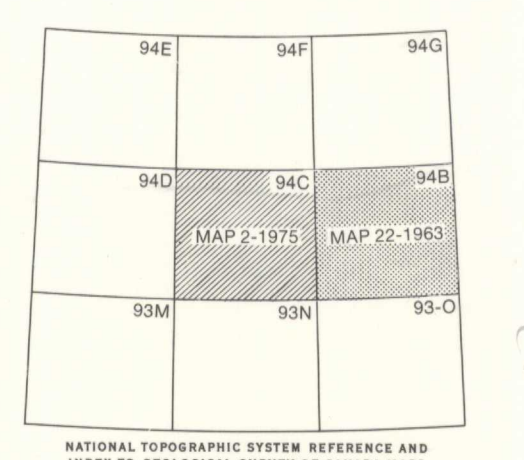 94E 94F 94G
94D 94C 94B
MAP 2-1975 MAP 22-1963
93M 93N 93-O
NATIONAL TOPOGRAPHIC SYSTEM REFERENCE AND